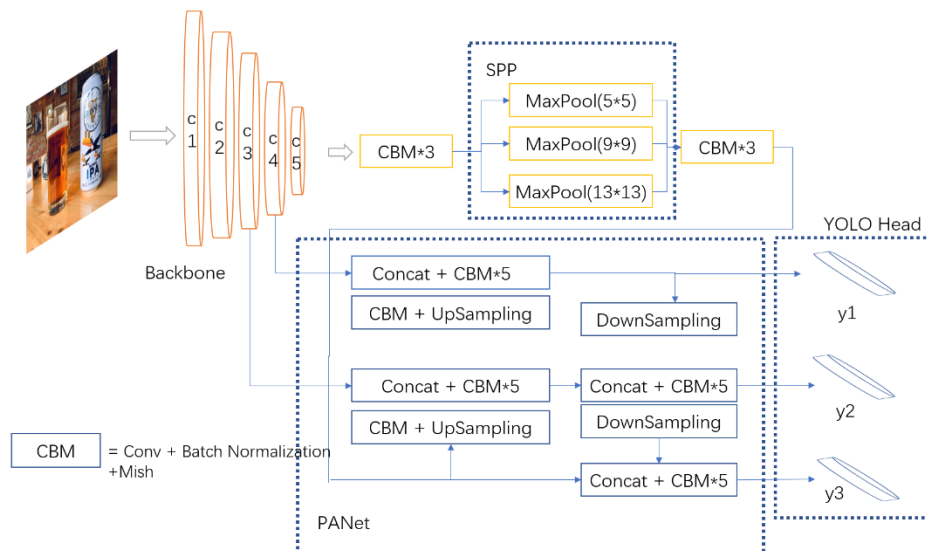 SPP
MaxPool(5*5)
MaxPool(9*9)
MaxPool(13*13)
CBM*3
CBM*3
c
1
c
2
c
3
c
4
c
5
IPA
Backbone
YOLO Head
Concat + CBM*5
CBM + UpSampling
DownSampling
y1
Concat + CBM*5
Concat + CBM*5
CBM + UpSampling
DownSampling
y2
Concat + CBM*5
y3
CBM
= Conv + Batch Normalization
+Mish
PANet